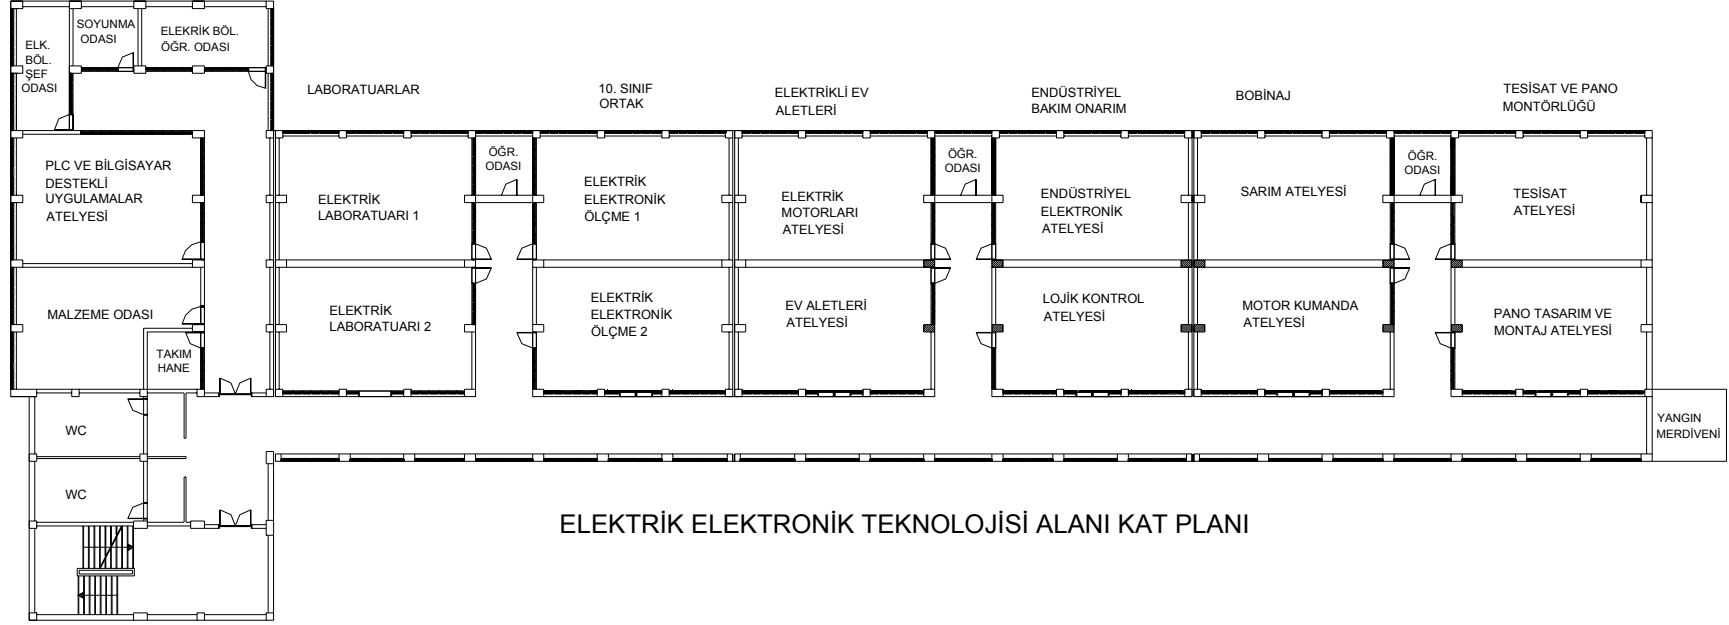 SOYUNMA
ODASI
ELEKRİK BÖL.
ÖĞR. ODASI
ELK.
BÖL.
ŞEF
ODASI
LABORATUARLAR
10. SINIF
ORTAK
ELEKTRİKLİ EV
ALETLERİ
ENDÜSTRİYEL
BAKIM ONARIM
BOBİNAJ
TESİSAT VE PANO
MONTÖRLÜĞÜ
PLC VE BİLGİSAYAR
DESTEKLİ
UYGULAMALAR
ATELYESİ
ELEKTRİK
LABORATUARI 1
ÖĞR.
ODASI
ELEKTRİK
ELEKTRONİK
ÖLÇME 1
ELEKTRİK
MOTORLARI
ATELYESİ
ÖĞR.
ODASI
ENDÜSTRİYEL
ELEKTRONİK
ATELYESİ
SARIM ATELYESİ
ÖĞR.
ODASI
TESİSAT
ATELYESİ
MALZEME ODASI
TAKIM
HANE
ELEKTRİK
LABORATUARI 2
ELEKTRİK
ELEKTRONİK
ÖLÇME 2
EV ALETLERİ
ATELYESİ
LOJİK KONTROL
ATELYESİ
MOTOR KUMANDA
ATELYESİ
PANO TASARIM VE
MONTAJ ATELYESİ
WC
WC
YANGIN
MERDİVENİ
ELEKTRİK ELEKTRONİK TEKNOLOJİSİ ALANI KAT PLANI